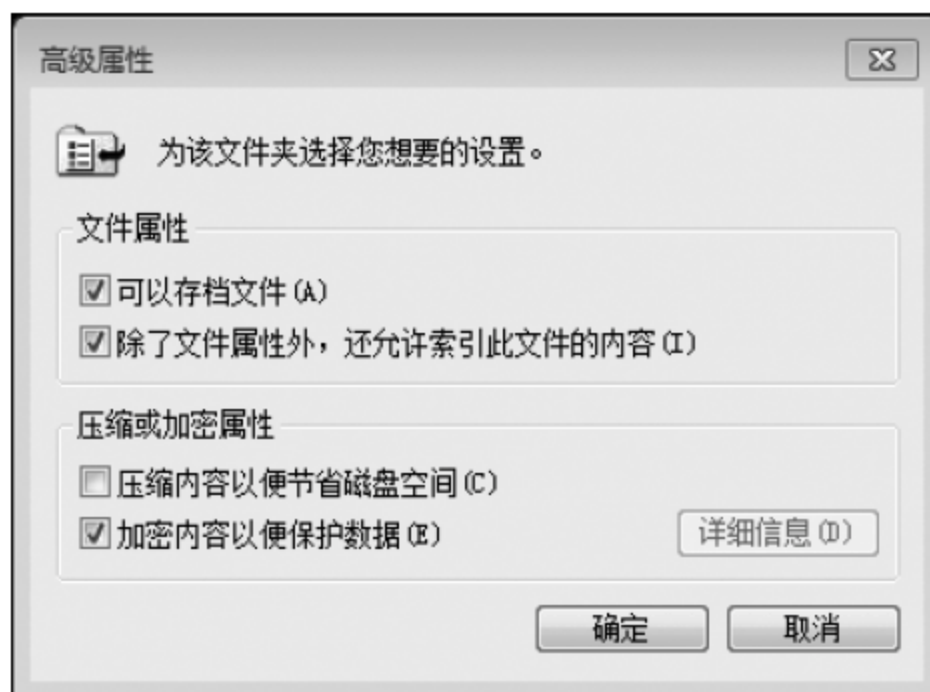 高级属性
为该文件夹选择您想要的设置。
文件属性
可以存档文件(A)
除了文件属性外，还允许索引此文件的内容(I)
压缩或加密属性
压缩内容以便节省磁盘空间(C)
加密内容以便保护数据(E)
详细信息(D)
确定
取消